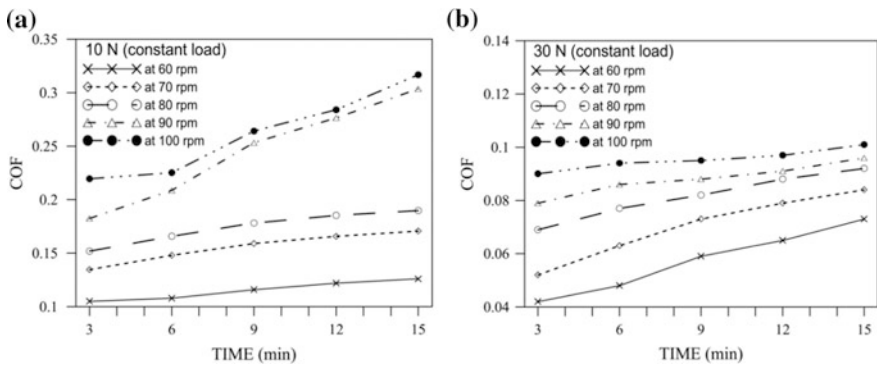 (a)
0.35
0.3
0.25
0.2
0.15
0.1
COF
10 N (constant load)
at 60 rpm
at 70 rpm
at 80 rpm
at 90 rpm
at 100 rpm
3 6 9 12 15
TIME (min)
(b)
0.14
0.12
0.1
0.08
0.06
0.04
COF
30 N (constant load)
at 60 rpm
at 70 rpm
at 80 rpm
at 90 rpm
at 100 rpm
3 6 9 12 15
TIME (min)